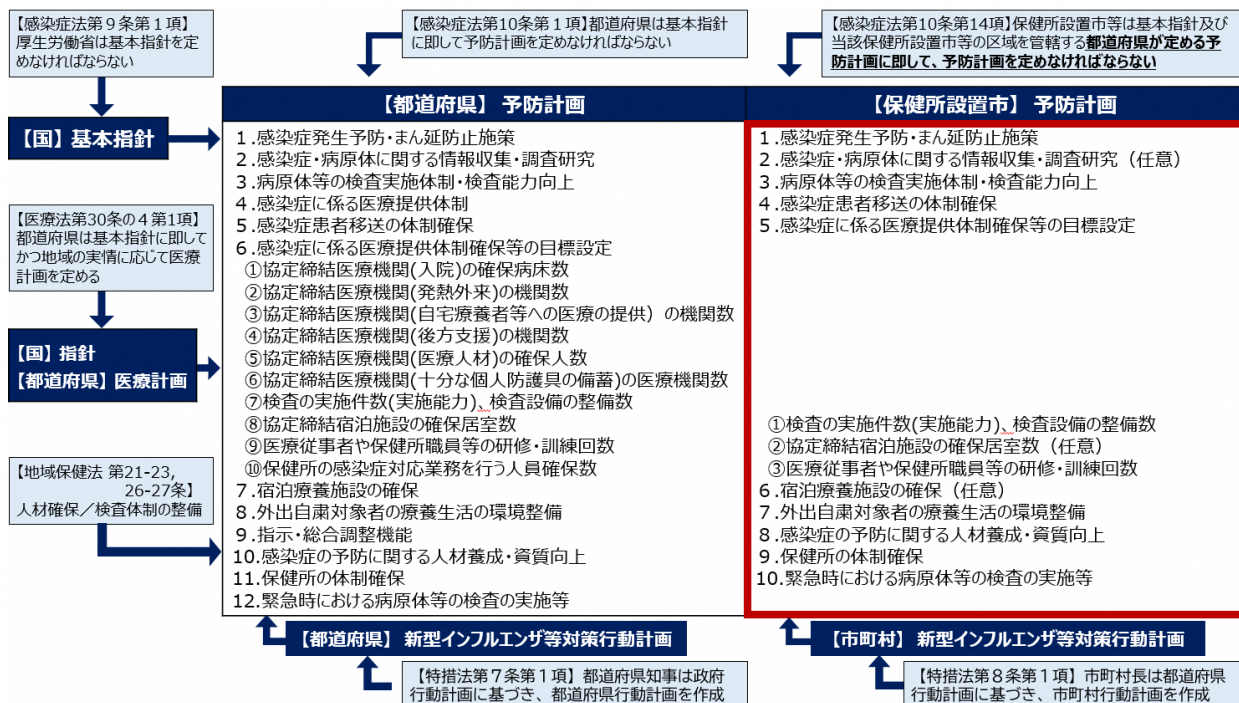 【感染症法第９条第１項】
厚生労働省は基本指針を定
めなければならない
【感染症法第10条第１項】都道府県は基本指針
に即して予防計画を定めなければならない
【感染症法第10条第14項】保健所設置市等は基本指針及び
当該保健所設置市等の区域を管轄する都道府県が定める予
防計画に即して、予防計画を定めなければならない
【国】基本指針
【医療法第30条の４第1項】
都道府県は基本指針に即して
かつ地域の実情に応じて医療
計画を定める
【国】指針
【都道府県】医療計画
【地域保健法 第21-23,
26-27条】
人材確保／検査体制の整備
【都道府県】 予防計画
1.感染症発生予防・まん延防止施策
2.感染症・病原体に関する情報収集・調査研究
3.病原体等の検査実施体制・検査能力向上
4.感染症に係る医療提供体制
5.感染症患者移送の体制確保
6.感染症に係る医療提供体制確保等の目標設定
①協定締結医療機関(入院)の確保病床数
②協定締結医療機関(発熱外来)の機関数
③協定締結医療機関(自宅療養者等への医療の提供）の機関数
④協定締結医療機関(後方支援)の機関数
⑤協定締結医療機関(医療人材)の確保人数
⑥協定締結医療機関(十分な個人防護具の備蓄)の医療機関数
⑦検査の実施件数(実施能力)、検査設備の整備数
⑧協定締結宿泊施設の確保居室数
⑨医療従事者や保健所職員等の研修・訓練回数
⑩保健所の感染症対応業務を行う人員確保数
7.宿泊療養施設の確保
8.外出自粛対象者の療養生活の環境整備
9.指示・総合調整機能
10.感染症の予防に関する人材養成・資質向上
11.保健所の体制確保
12.緊急時における病原体等の検査の実施等
【保健所設置市】 予防計画
1.感染症発生予防・まん延防止施策
2.感染症・病原体に関する情報収集・調査研究（任意）
3.病原体等の検査実施体制・検査能力向上
4.感染症患者移送の体制確保
5.感染症に係る医療提供体制確保等の目標設定
①検査の実施件数(実施能力)、検査設備の整備数
②協定締結宿泊施設の確保居室数（任意）
③医療従事者や保健所職員等の研修・訓練回数
6.宿泊療養施設の確保（任意）
7.外出自粛対象者の療養生活の環境整備
8.感染症の予防に関する人材養成・資質向上
9.保健所の体制確保
10.緊急時における病原体等の検査の実施等
【都道府県】 新型インフルエンザ等対策行動計画
【市町村】 新型インフルエンザ等対策行動計画
【特措法第７条第１項】都道府県知事は政府
行動計画に基づき、都道府県行動計画を作成
【特措法第８条第１項】市町村長は都道府県
行動計画に基づき、市町村行動計画を作成